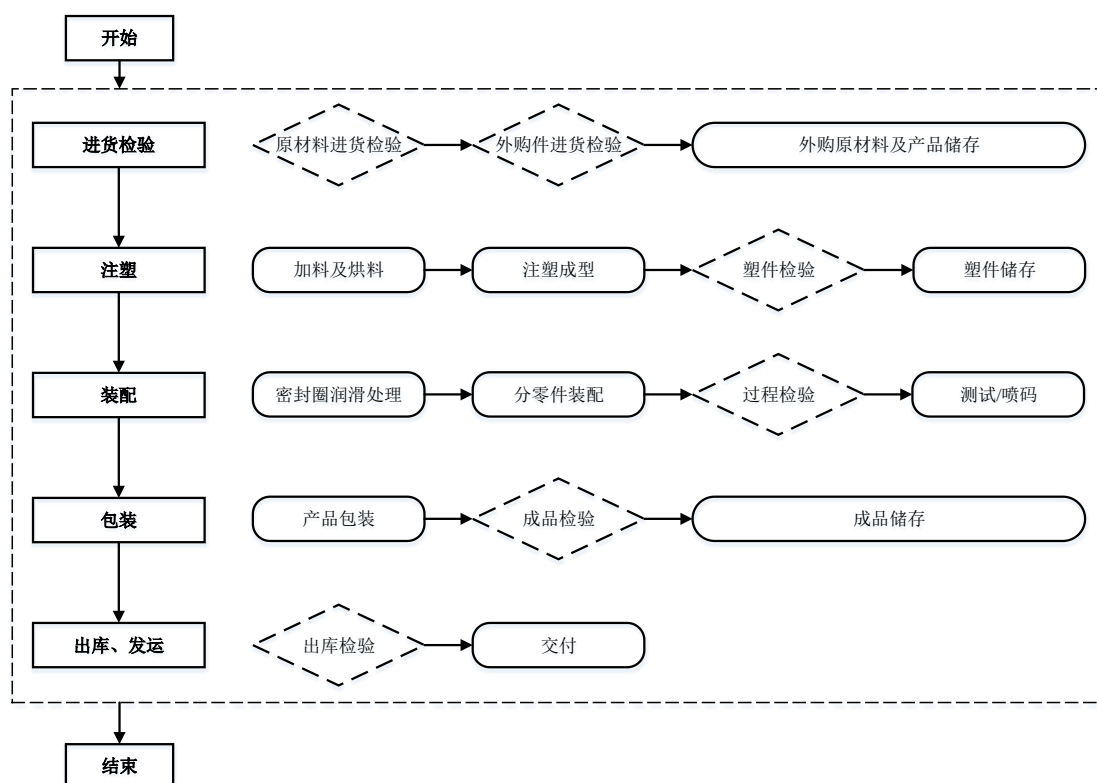 开始
进货检验
原材料进货检验
外购件进货检验
外购原材料及产品储存
注塑
加料及烘料
注塑成型
塑件检验
塑件储存
装配
密封圈润滑处理
分零件装配
过程检验
测试/喷码
包装
产品包装
成品检验
成品储存
出库、发运
出库检验
交付
结束